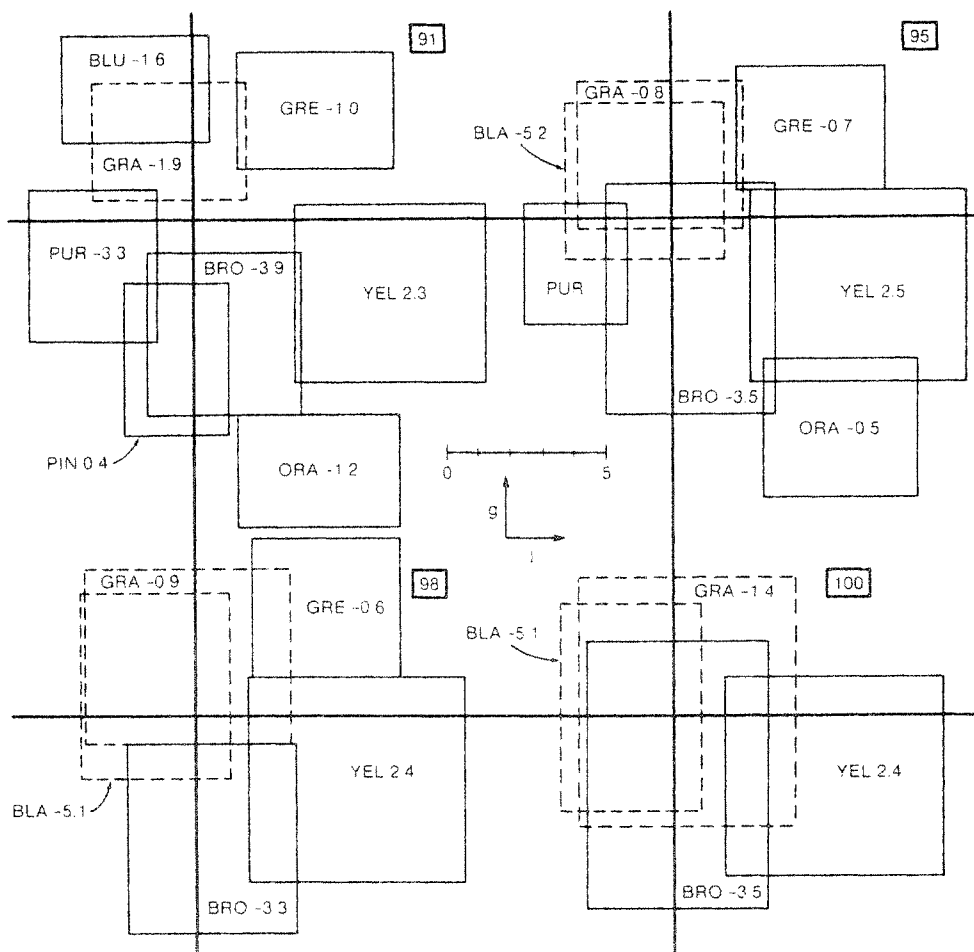 91
BLU -1.6
GRE -1.0
GRA -1.9
PUR -3.3
BRO -3.9
YEL 2.3
PIN 0.4
ORA -1.2
95
GRA -0.8
BLA -5.2
GRE -0.7
PUR
YEL 2.5
BRO -3.5
ORA -0.5
0 5
g
j
98
GRA -0.9
GRE -0.6
YEL 2.4
BLA -5.1
BRO -3.3
100
GRA -1.4
BLA -5.1
YEL 2.4
BRO -3.5